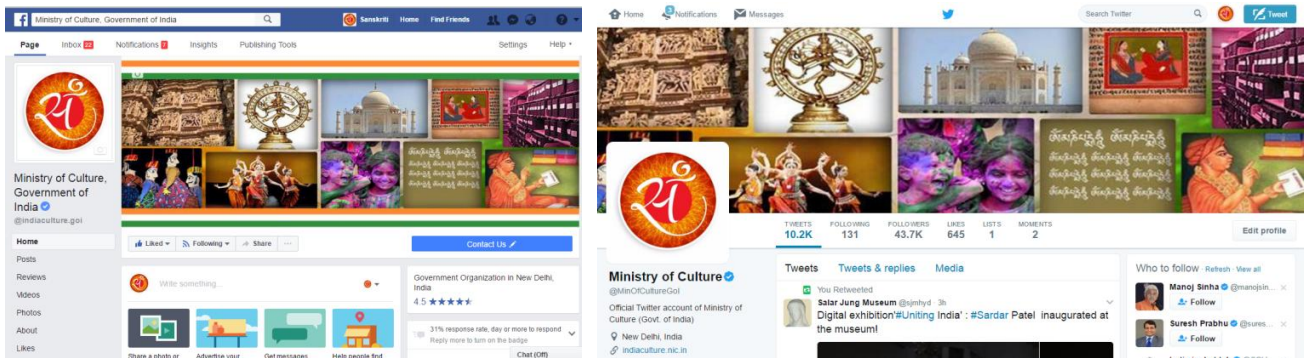 Ministry of Culture, Government of India
Sanskriti Home Find Friends
Page Inbox 22 Notifications 7 Insights Publishing Tools Settings Help
Ministry of Culture,
Government of
India
@indiaculture.goi
Home
Posts
Reviews
Videos
Photos
About
Likes
Liked Following Share
Contact Us
Write something...
Share a photo or
Advertise your
Get messages
Help people find
Government Organization in New Delhi,
India
4.5
31% response rate, day or more to respond
Reply more to turn on the badge
Chat (Off)
Home 3 Notifications Messages
Search Twitter
Tweet
TWEETS FOLLOWING FOLLOWERS LIKES LISTS MOMENTS
10.2K 131 43.7K 645 1 2
Edit profile
Ministry of Culture
@MinOfCultureGoI
Official Twitter account of Ministry of
Culture (Govt. of India)
New Delhi, India
indiaculture.nic.in
Tweets Tweets & replies Media
You Retweeted
Salar Jung Museum @sjmhyd · 3h
Digital exhibition'#Uniting India' : #Sardar Patel inaugurated at
the museum!
Who to follow · Refresh · View all
Manoj Sinha @manojsin...
Follow
Suresh Prabhu @sures...
Follow